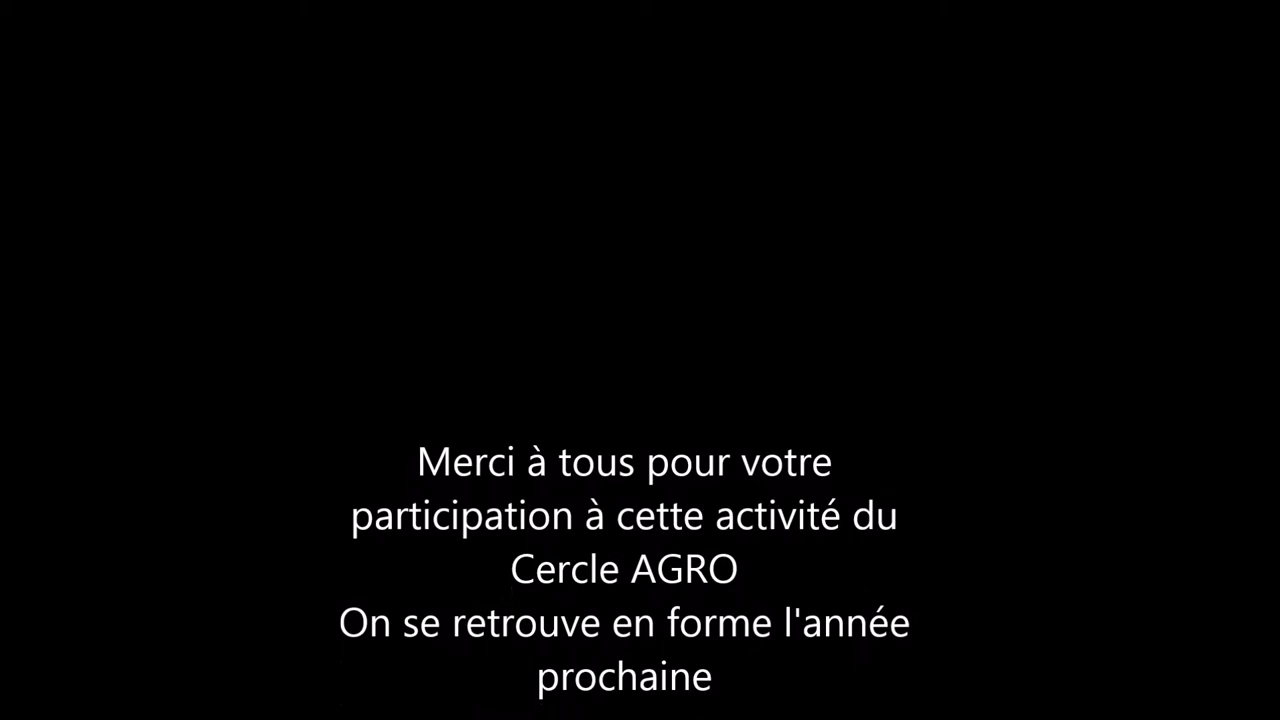 Merci à tous pour votre
participation à cette activité du
Cercle AGRO
On se retrouve en forme l'année
prochaine